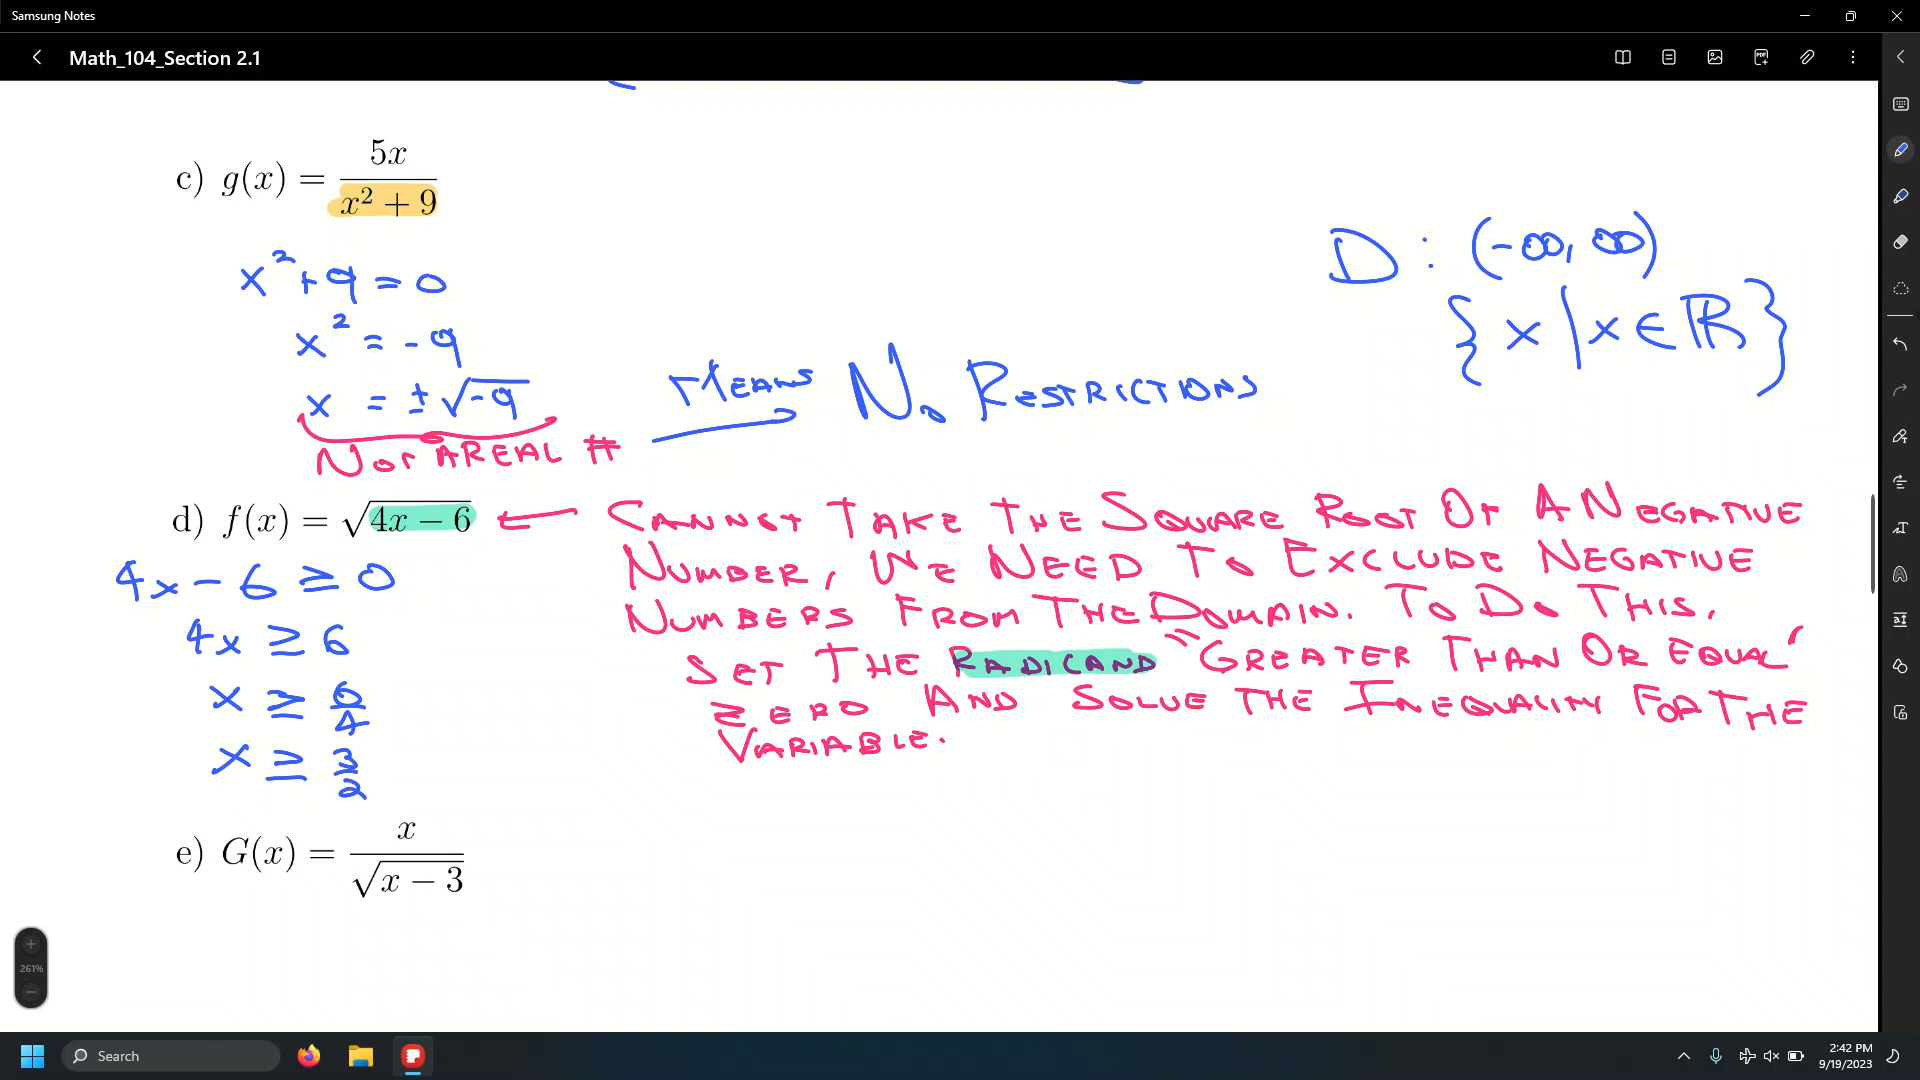 Samsung Notes
Math_104_Section 2.1
c) g(x) = 5x / (x² + 9)
x² + 9 = 0
x² = -9
x = ± √-9
NOT A REAL #
MEANS NO RESTRICTIONS
D : (-∞, ∞)
{ x | x ∈ ℝ }
d) f(x) = √4x − 6
CANNOT TAKE THE SQUARE ROOT OF A NEGATIVE
NUMBER, WE NEED TO EXCLUDE NEGATIVE
NUMBERS FROM THE DOMAIN. TO DO THIS,
SET THE RADICAND "GREATER THAN OR EQUAL"
ZERO AND SOLVE THE INEQUALITY FOR THE
VARIABLE.
4x - 6 ≥ 0
4x ≥ 6
x ≥ 6/4
x ≥ 3/2
e) G(x) = x / √x − 3
261%
Search
2:42 PM
9/19/2023